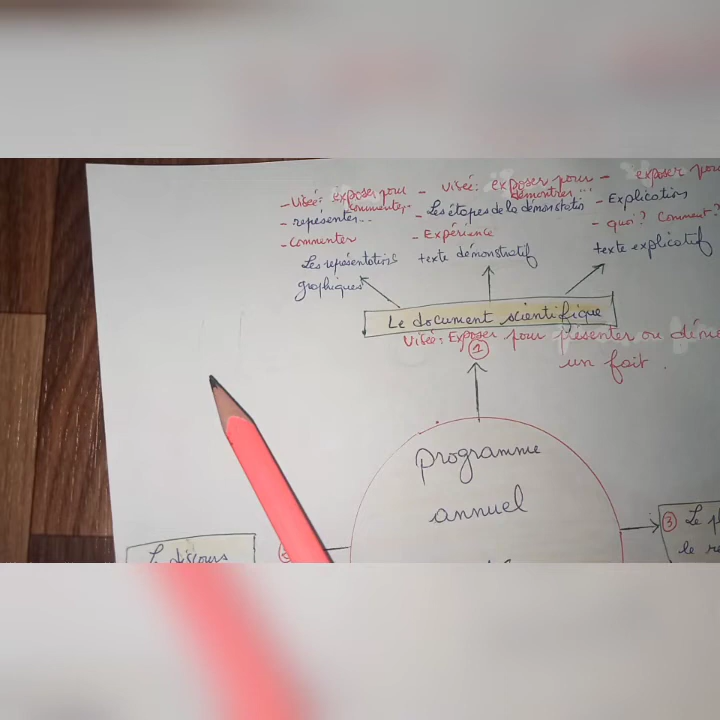 - Visée: exposer pour commenter
- représenter...
- Commenter
Les représentations
graphiques
- Visée: exposer pour
démontrer...
- Les étapes de la démonstration
- Expérience
texte démonstratif
- exposer pour
- Explication
- quoi? Comment?
texte explicatif
Le document scientifique
Visée: Exposer pour présenter ou
un fait.
1
programme
annuel
3 Le
le